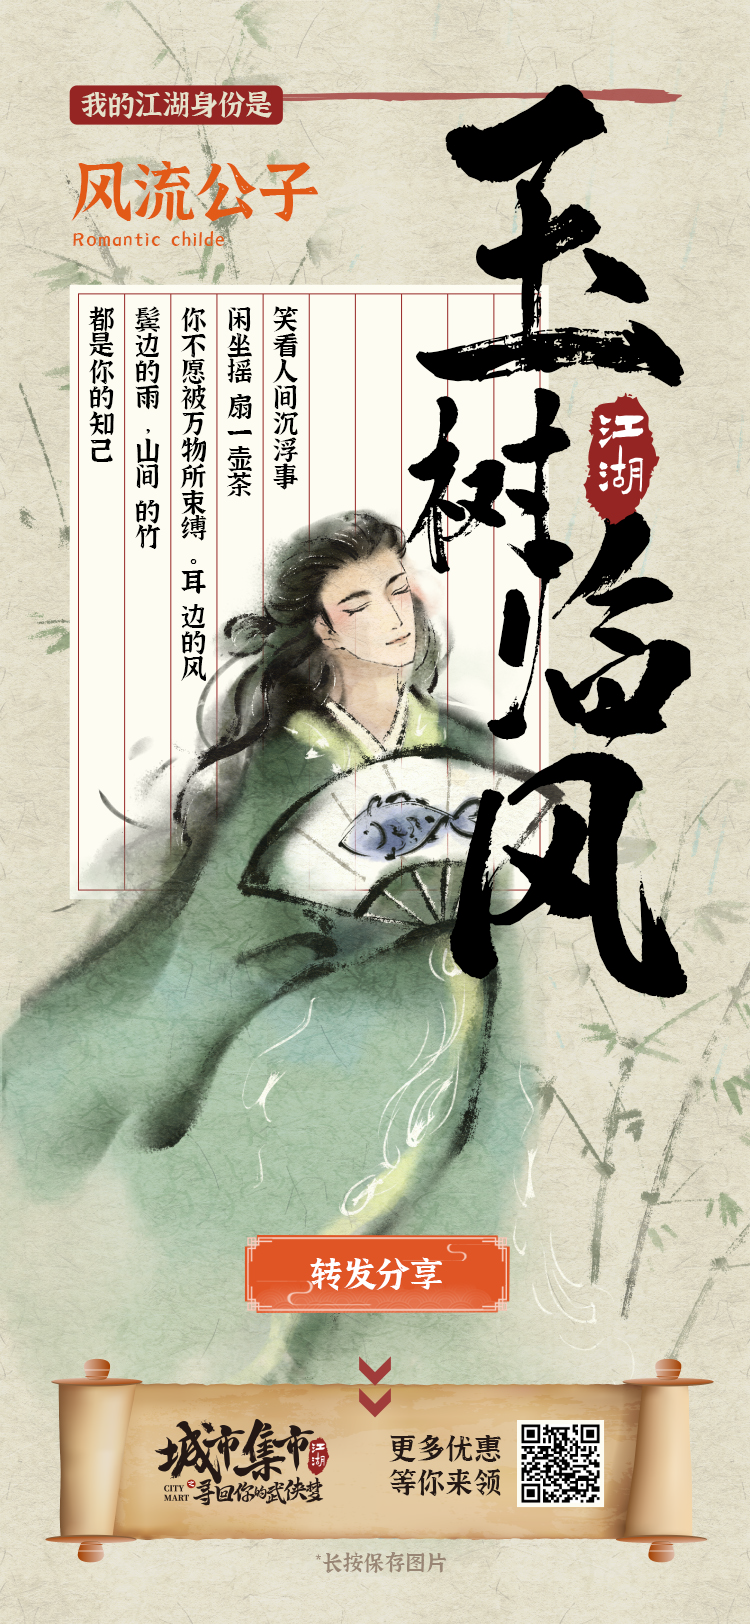 我的江湖身份是
风流公子
Romantic childe
玉树临风
江湖
笑看人间沉浮事
闲坐摇 扇一壶茶
你不愿被万物所束缚。耳 边的风
鬓边的雨,山间 的竹
都是你的知己
转发分享
城市集市
江湖
CITY MART
之寻回你的武侠梦
更多优惠
等你来领
*长按保存图片